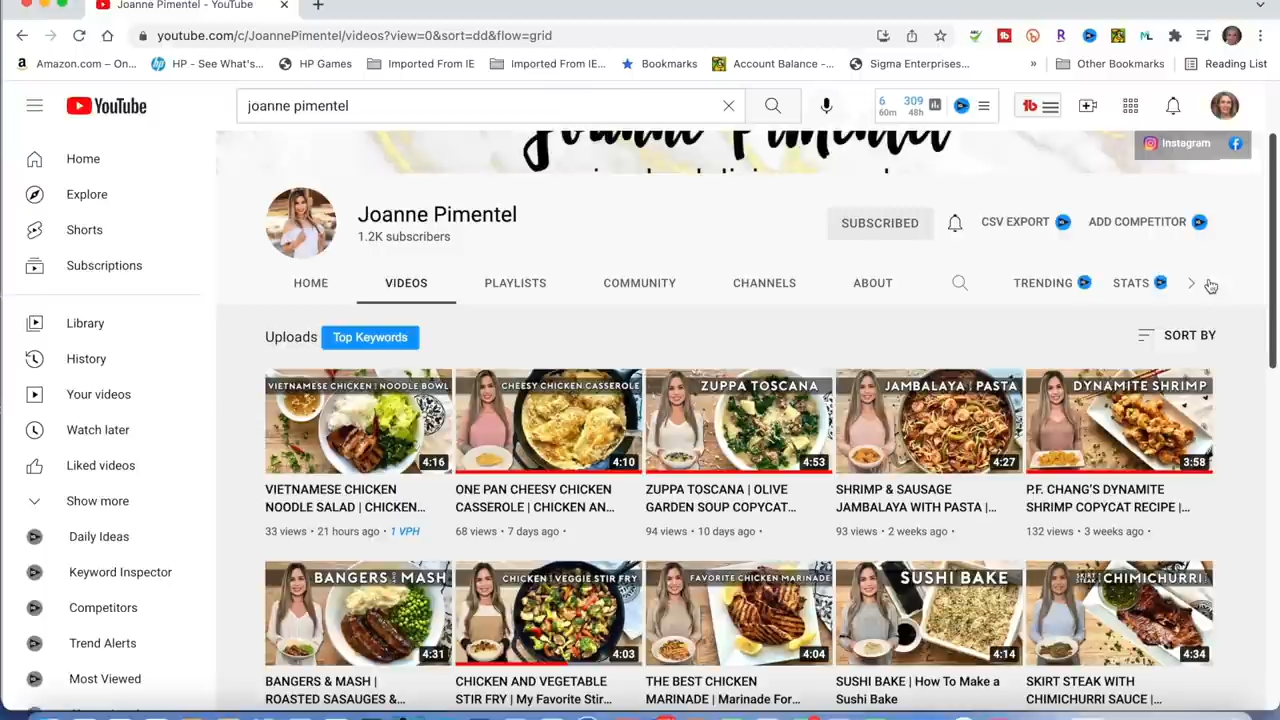 Joanne Pimentel - YouTube
youtube.com/c/JoannePimentel/videos?view=0&sort=dd&flow=grid
Amazon.com – On...
HP - See What's...
HP Games
Imported From IE
Imported From IE...
Bookmarks
Account Balance -...
Sigma Enterprises...
»
Other Bookmarks
Reading List
YouTube
joanne pimentel
6
60m
309
48h
Joanne Pimentel
Instagram
Home
Explore
Shorts
Subscriptions
Library
History
Your videos
Watch later
Liked videos
Show more
Daily Ideas
Keyword Inspector
Competitors
Trend Alerts
Most Viewed
Joanne Pimentel
1.2K subscribers
SUBSCRIBED
CSV EXPORT
ADD COMPETITOR
HOME
VIDEOS
PLAYLISTS
COMMUNITY
CHANNELS
ABOUT
TRENDING
STATS
Uploads
Top Keywords
SORT BY
VIETNAMESE CHICKEN NOODLE BOWL
4:16
VIETNAMESE CHICKEN
NOODLE SALAD | CHICKEN...
33 views • 21 hours ago • 1 VPH
CHEESY CHICKEN CASSEROLE
4:10
ONE PAN CHEESY CHICKEN
CASSEROLE | CHICKEN AN...
68 views • 7 days ago •
ZUPPA TOSCANA
4:53
ZUPPA TOSCANA | OLIVE
GARDEN SOUP COPYCAT...
94 views • 10 days ago •
JAMBALAYA PASTA
4:27
SHRIMP & SAUSAGE
JAMBALAYA WITH PASTA |...
93 views • 2 weeks ago •
DYNAMITE SHRIMP
3:58
P.F. CHANG'S DYNAMITE
SHRIMP COPYCAT RECIPE |...
132 views • 3 weeks ago •
BANGERS AND MASH
4:31
BANGERS & MASH |
ROASTED SASAUGES &...
CHICKEN AND VEGGIE STIR FRY
4:03
CHICKEN AND VEGETABLE
STIR FRY | My Favorite Stir...
FAVORITE CHICKEN MARINADE
4:04
THE BEST CHICKEN
MARINADE | Marinade For...
SUSHI BAKE
4:14
SUSHI BAKE | How To Make a
Sushi Bake
SKIRT STEAK WITH CHIMICHURRI
4:34
SKIRT STEAK WITH
CHIMICHURRI SAUCE |...